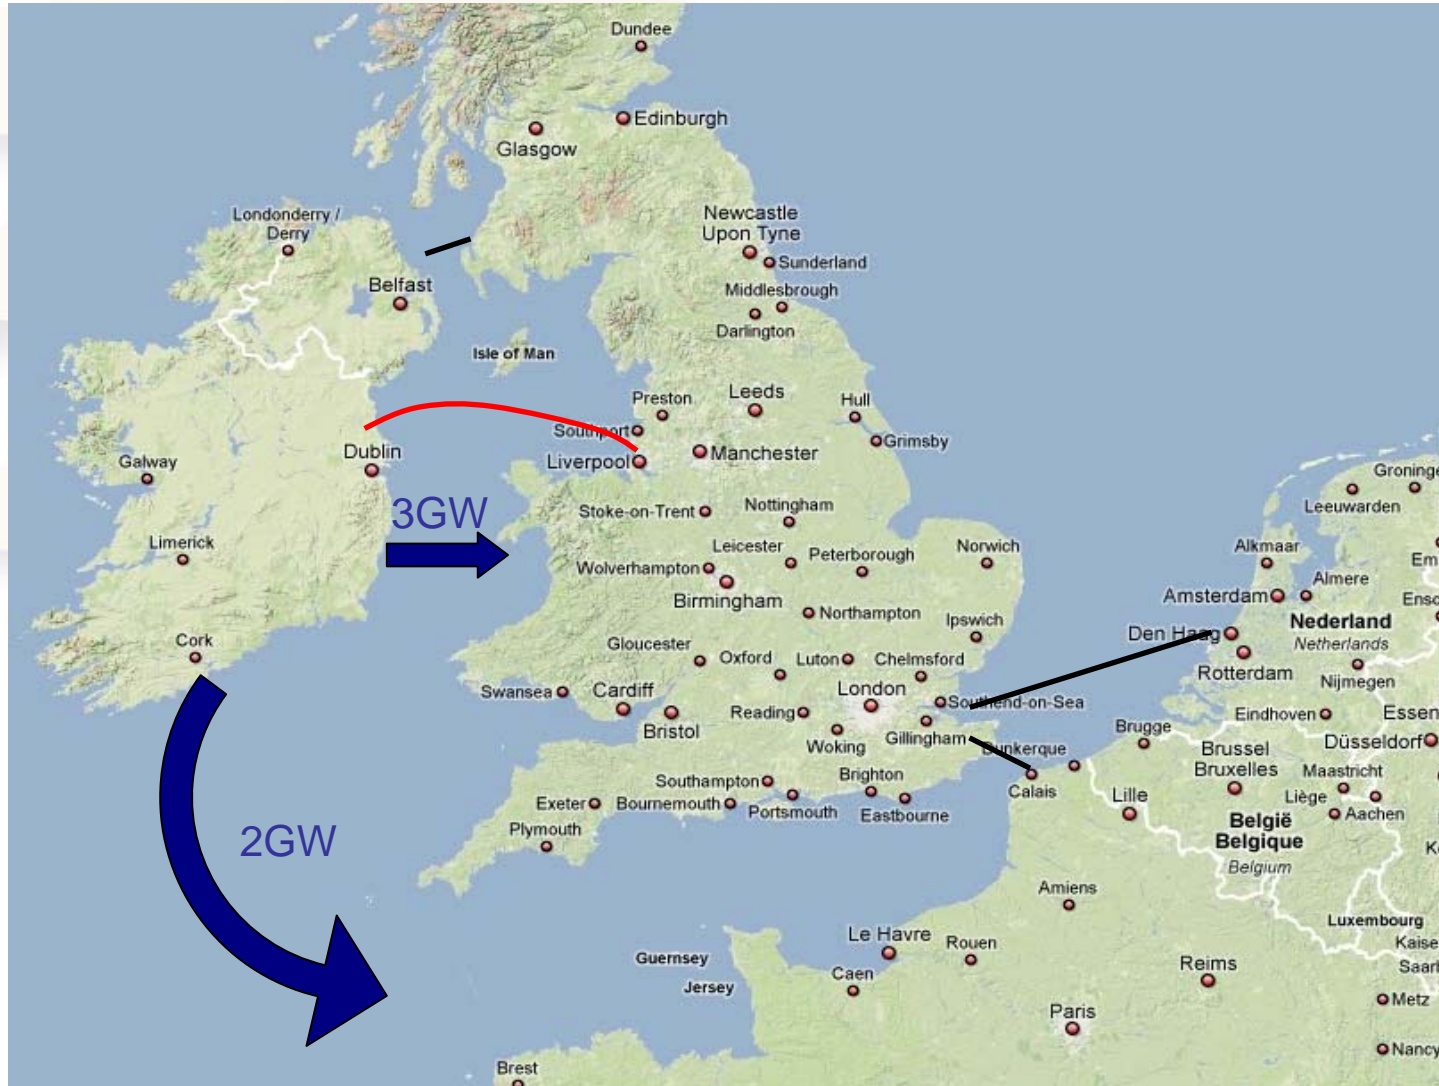 Dundee
Edinburgh
Glasgow
Londonderry /
Derry
Newcastle
Upon Tyne
Sunderland
Belfast
Middlesbrough
Darlington
Isle of Man
Preston
Leeds
Hull
Southport
Grimsby
Dublin
Manchester
Liverpool
Galway
Groninge
Leeuwarden
3GW
Stoke-on-Trent
Nottingham
Limerick
Leicester
Peterborough
Norwich
Alkmaar
Em
Wolverhampton
Almere
Birmingham
Amsterdam
Ensc
Northampton
Ipswich
Nederland
Netherlands
Cork
Den Haag
Gloucester
Oxford
Luton
Chelmsford
Rotterdam
Nijmegen
Swansea
Cardiff
London
Southend-on-Sea
Reading
Eindhoven
Essen
Bristol
Gillingham
Brugge
Woking
Dunkerque
Brussel
Bruxelles
Düsseldorf
Southampton
Brighton
Maastricht
Calais
Lille
Liège
Exeter
Bournemouth
Portsmouth
Eastbourne
Aachen
Plymouth
België
Belgique
Belgium
2GW
K
Amiens
Luxembourg
Le Havre
Rouen
Kaise
Guernsey
Caen
Reims
Saarl
Jersey
Metz
Paris
Nancy
Brest